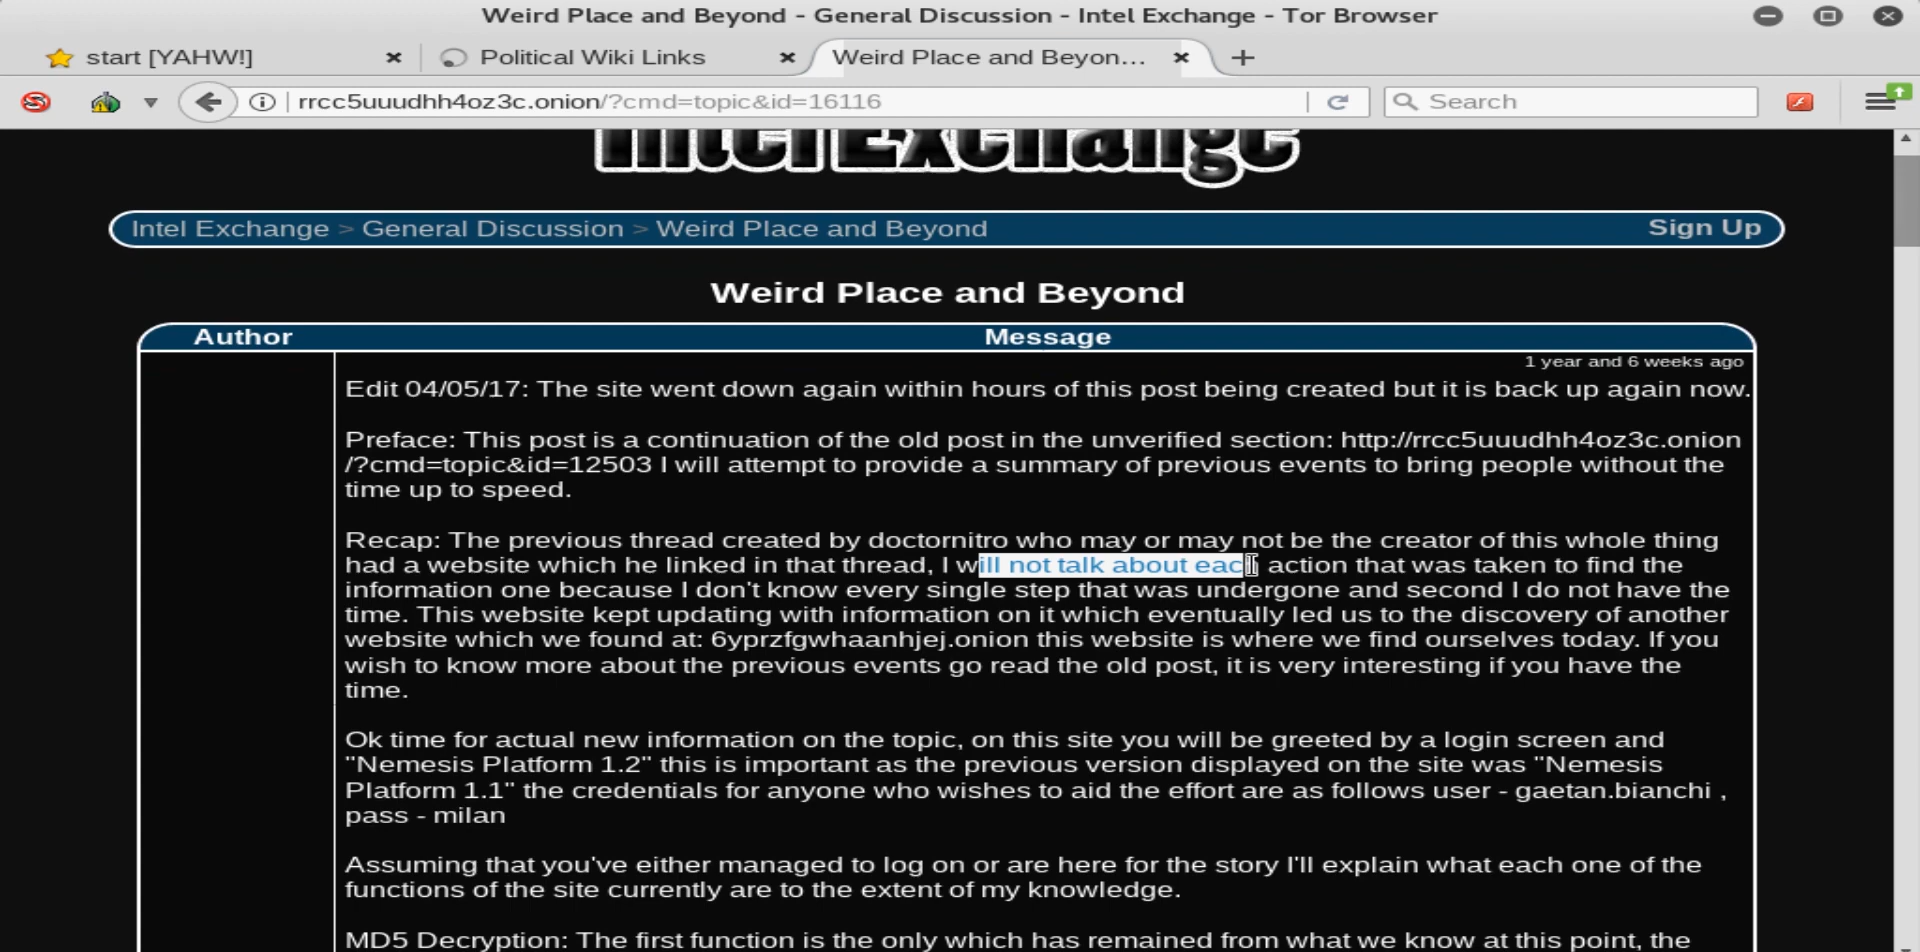 Weird Place and Beyond - General Discussion - Intel Exchange - Tor Browser
start [YAHW!]
Political Wiki Links
Weird Place and Beyon...
rrcc5uuudhh4oz3c.onion/?cmd=topic&id=16116
Search
Intel Exchange
Intel Exchange > General Discussion > Weird Place and Beyond
Sign Up
Weird Place and Beyond
Author
Message
1 year and 6 weeks ago
Edit 04/05/17: The site went down again within hours of this post being created but it is back up again now.
Preface: This post is a continuation of the old post in the unverified section: http://rrcc5uuudhh4oz3c.onion
/?cmd=topic&id=12503 I will attempt to provide a summary of previous events to bring people without the
time up to speed.
Recap: The previous thread created by doctornitro who may or may not be the creator of this whole thing
had a website which he linked in that thread, I will not talk about each action that was taken to find the
information one because I don't know every single step that was undergone and second I do not have the
time. This website kept updating with information on it which eventually led us to the discovery of another
website which we found at: 6yprzfgwhaanhjej.onion this website is where we find ourselves today. If you
wish to know more about the previous events go read the old post, it is very interesting if you have the
time.
Ok time for actual new information on the topic, on this site you will be greeted by a login screen and
"Nemesis Platform 1.2" this is important as the previous version displayed on the site was "Nemesis
Platform 1.1" the credentials for anyone who wishes to aid the effort are as follows user - gaetan.bianchi ,
pass - milan
Assuming that you've either managed to log on or are here for the story I'll explain what each one of the
functions of the site currently are to the extent of my knowledge.
MD5 Decryption: The first function is the only which has remained from what we know at this point, the